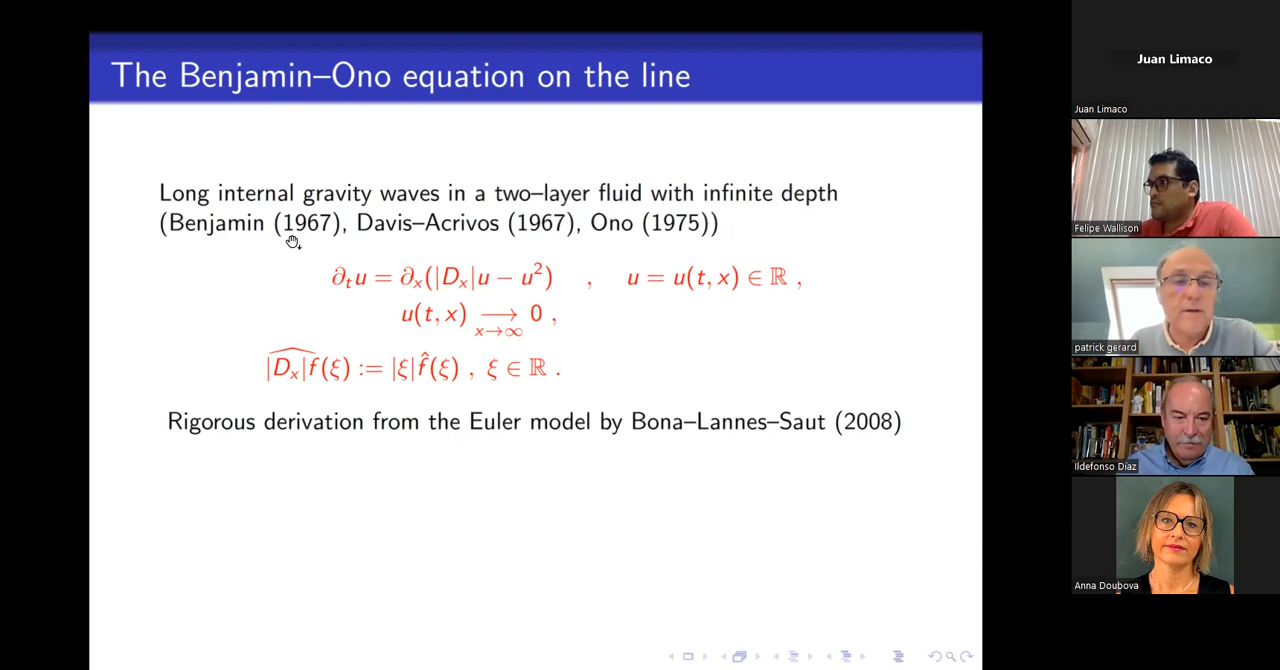 The Benjamin–Ono equation on the line
Long internal gravity waves in a two–layer fluid with infinite depth
(Benjamin (1967), Davis–Acrivos (1967), Ono (1975))
∂ₜu = ∂ₓ(|Dₓ|u − u²) , u = u(t, x) ∈ ℝ ,
u(t, x) ⟶ 0 ,
x→∞
|Dₓ|f̂(ξ) := |ξ|f̂(ξ) , ξ ∈ ℝ .
Rigorous derivation from the Euler model by Bona–Lannes–Saut (2008)
Juan Limaco
Juan Limaco
Felipe Wallison
patrick gerard
Ildefonso Díaz
Anna Doubova